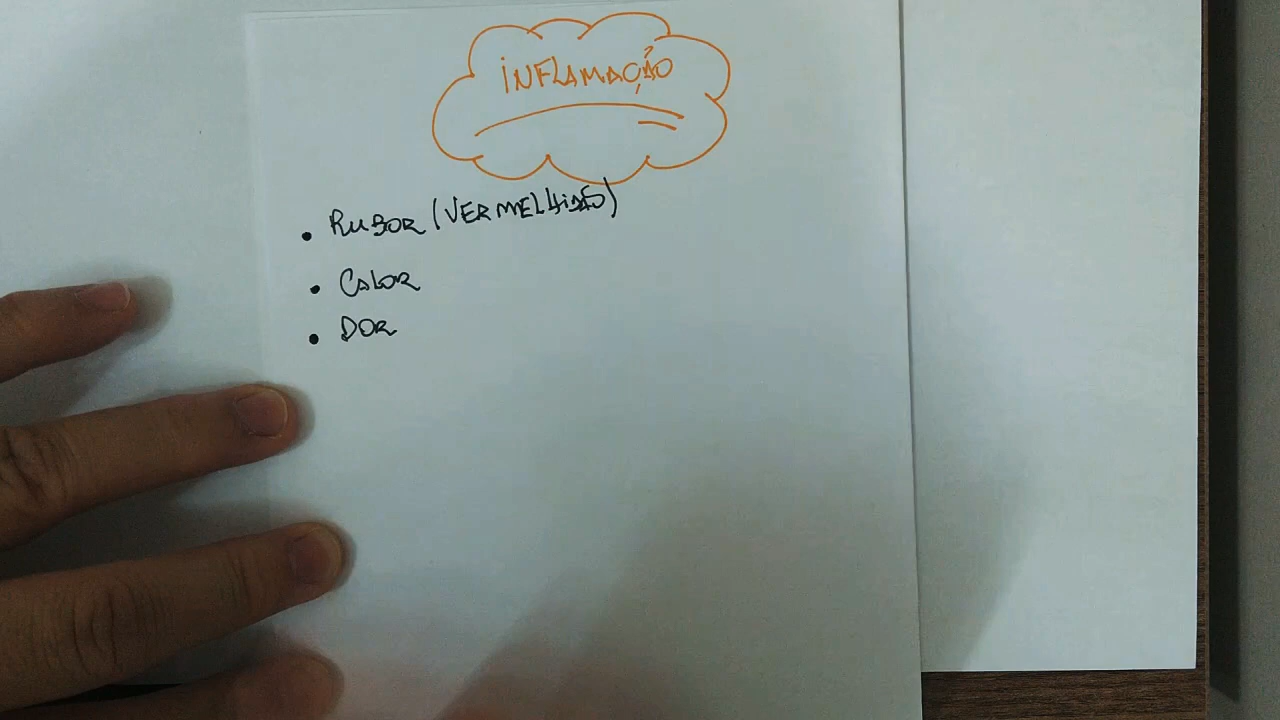 iNFLAMAÇÃO
• RUBOR (VERMELHiDÃO)
• CALOR
• DOR